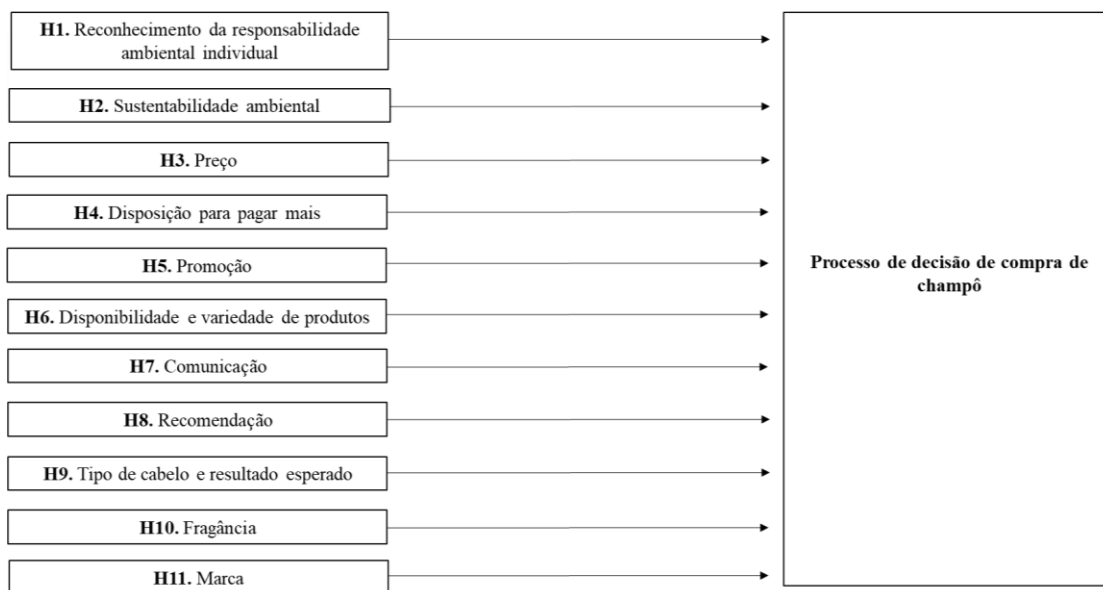 H1. Reconhecimento da responsabilidade
ambiental individual
H2. Sustentabilidade ambiental
H3. Preço
H4. Disposição para pagar mais
H5. Promoção
H6. Disponibilidade e variedade de produtos
H7. Comunicação
H8. Recomendação
H9. Tipo de cabelo e resultado esperado
H10. Fragância
H11. Marca
Processo de decisão de compra de
champô